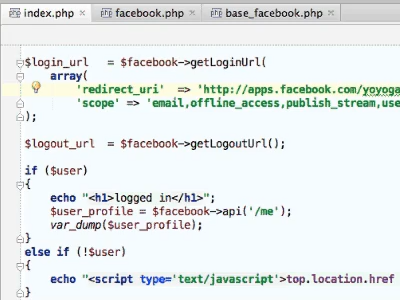 index.php × facebook.php × base_facebook.php ×
$login_url = $facebook->getLoginUrl(
array(
'redirect_uri' => 'http://apps.facebook.com/yoyoga
'scope' => 'email,offline_access,publish_stream,use
);
$logout_url = $facebook->getLogoutUrl();
if ($user)
{
echo "<h1>logged in</h1>";
$user_profile = $facebook->api('/me');
var_dump($user_profile);
}
else if (!$user)
{
echo "<script type='text/javascript'>top.location.href
}